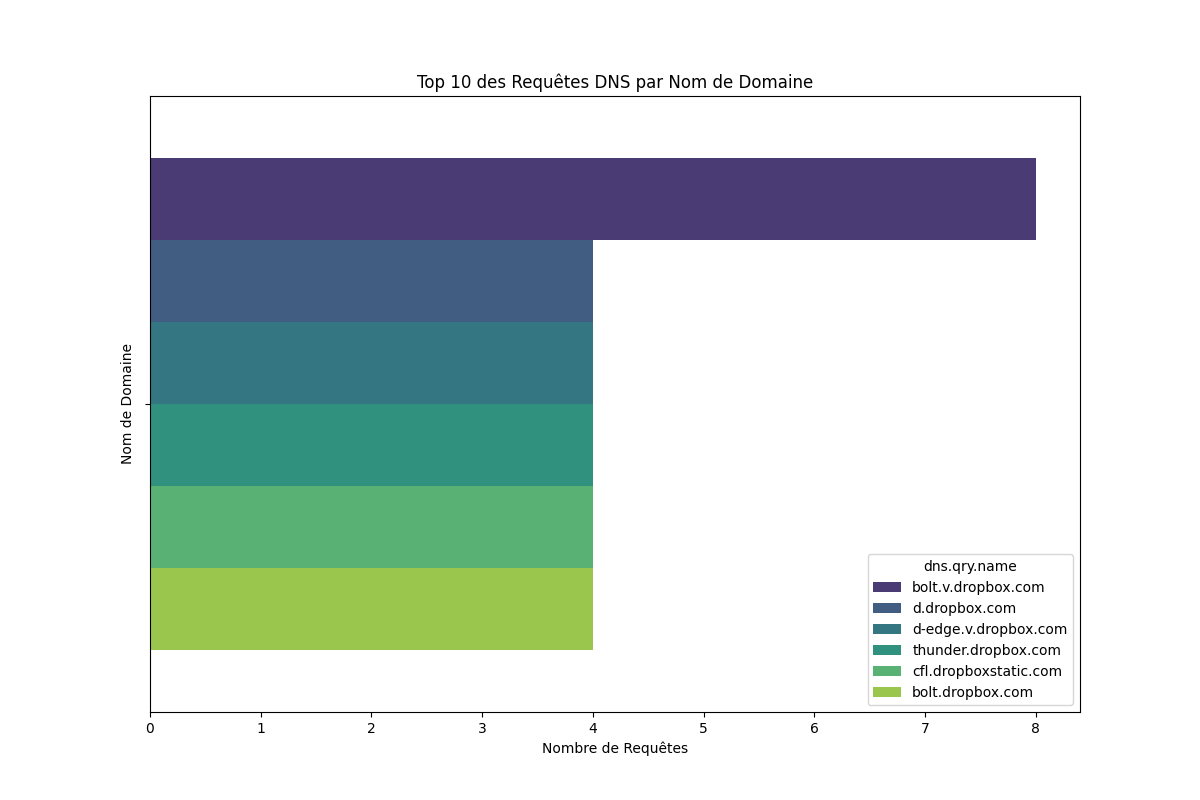 Top 10 des Requêtes DNS par Nom de Domaine
Nom de Domaine
dns.qry.name
bolt.v.dropbox.com
d.dropbox.com
d-edge.v.dropbox.com
thunder.dropbox.com
cfl.dropboxstatic.com
bolt.dropbox.com
0 1 2 3 4 5 6 7 8
Nombre de Requêtes